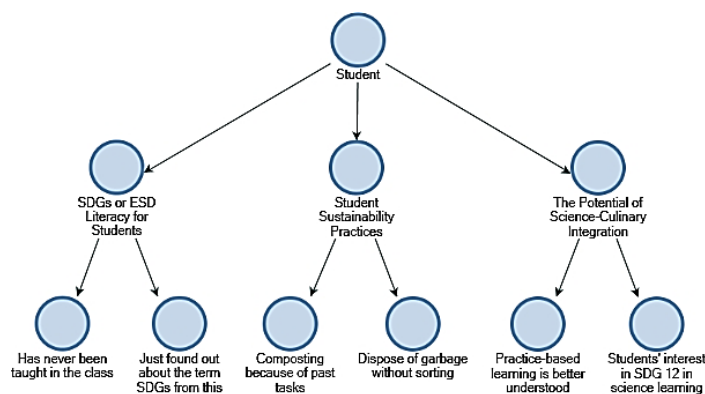 Student
SDGs or ESD
Literacy for
Students
Student
Sustainability
Practices
The Potential of
Science-Culinary
Integration
Has never been
taught in the class
Just found out
about the term
SDGs from this
Composting
because of past
tasks
Dispose of garbage
without sorting
Practice-based
learning is better
understood
Students' interest
in SDG 12 in
science learning